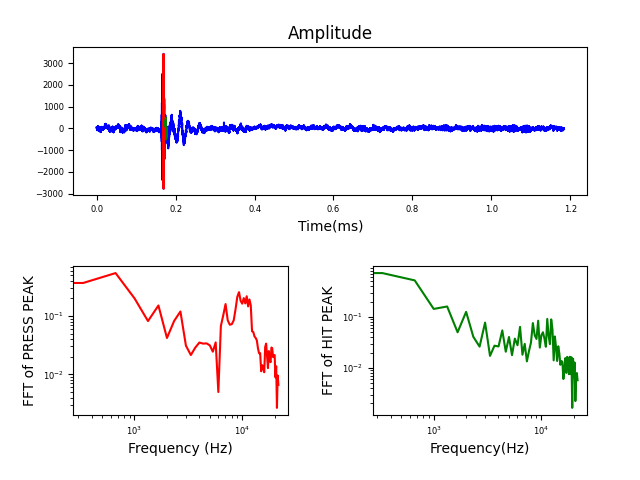 Amplitude
3000
2000
1000
0
−1000
−2000
−3000
0.0 0.2 0.4 0.6 0.8 1.0 1.2
Time(ms)
FFT of PRESS PEAK
10⁻¹
10⁻²
10³ 10⁴
Frequency (Hz)
FFT of HIT PEAK
10⁻¹
10⁻²
10³ 10⁴
Frequency(Hz)